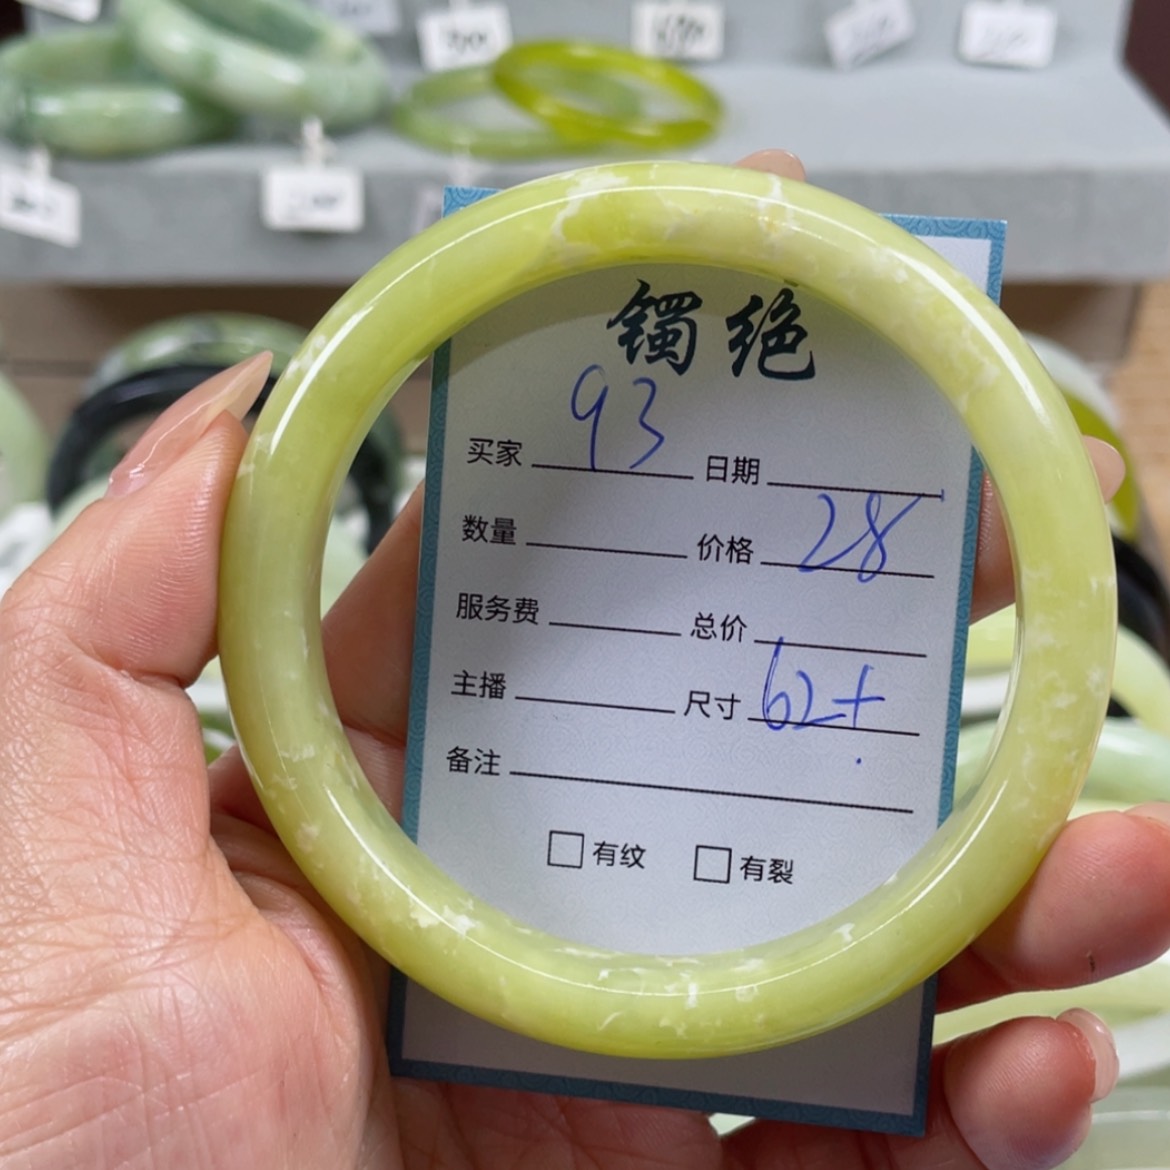 镯绝
买家 93 日期
数量 价格 28
服务费 总价
主播 尺寸 62+
备注
□有纹 □有裂